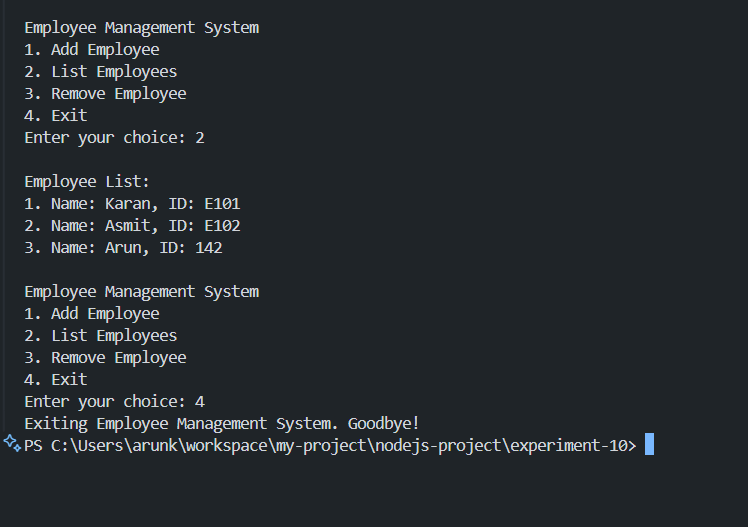 Employee Management System
1. Add Employee
2. List Employees
3. Remove Employee
4. Exit
Enter your choice: 2
Employee List:
1. Name: Karan, ID: E101
2. Name: Asmit, ID: E102
3. Name: Arun, ID: 142
Employee Management System
1. Add Employee
2. List Employees
3. Remove Employee
4. Exit
Enter your choice: 4
Exiting Employee Management System. Goodbye!
PS C:\Users\arunk\workspace\my-project\nodejs-project\experiment-10>